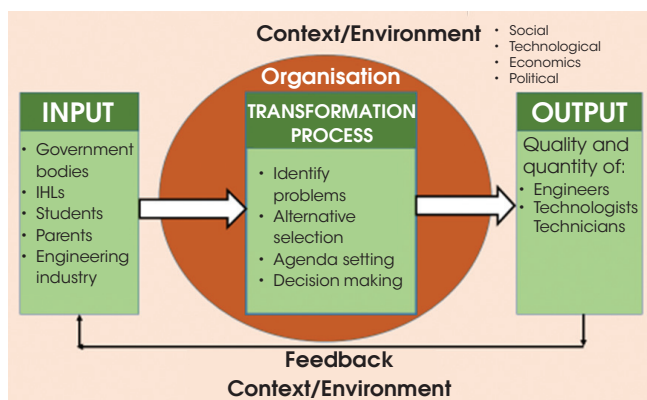 Context/Environment
• Social
• Technological
• Economics
• Political
Organisation
INPUT
• Government
bodies
• IHLs
• Students
• Parents
• Engineering
industry
TRANSFORMATION
PROCESS
• Identify
problems
• Alternative
selection
• Agenda setting
• Decision making
OUTPUT
Quality and
quantity of:
• Engineers
• Technologists
Technicians
Feedback
Context/Environment